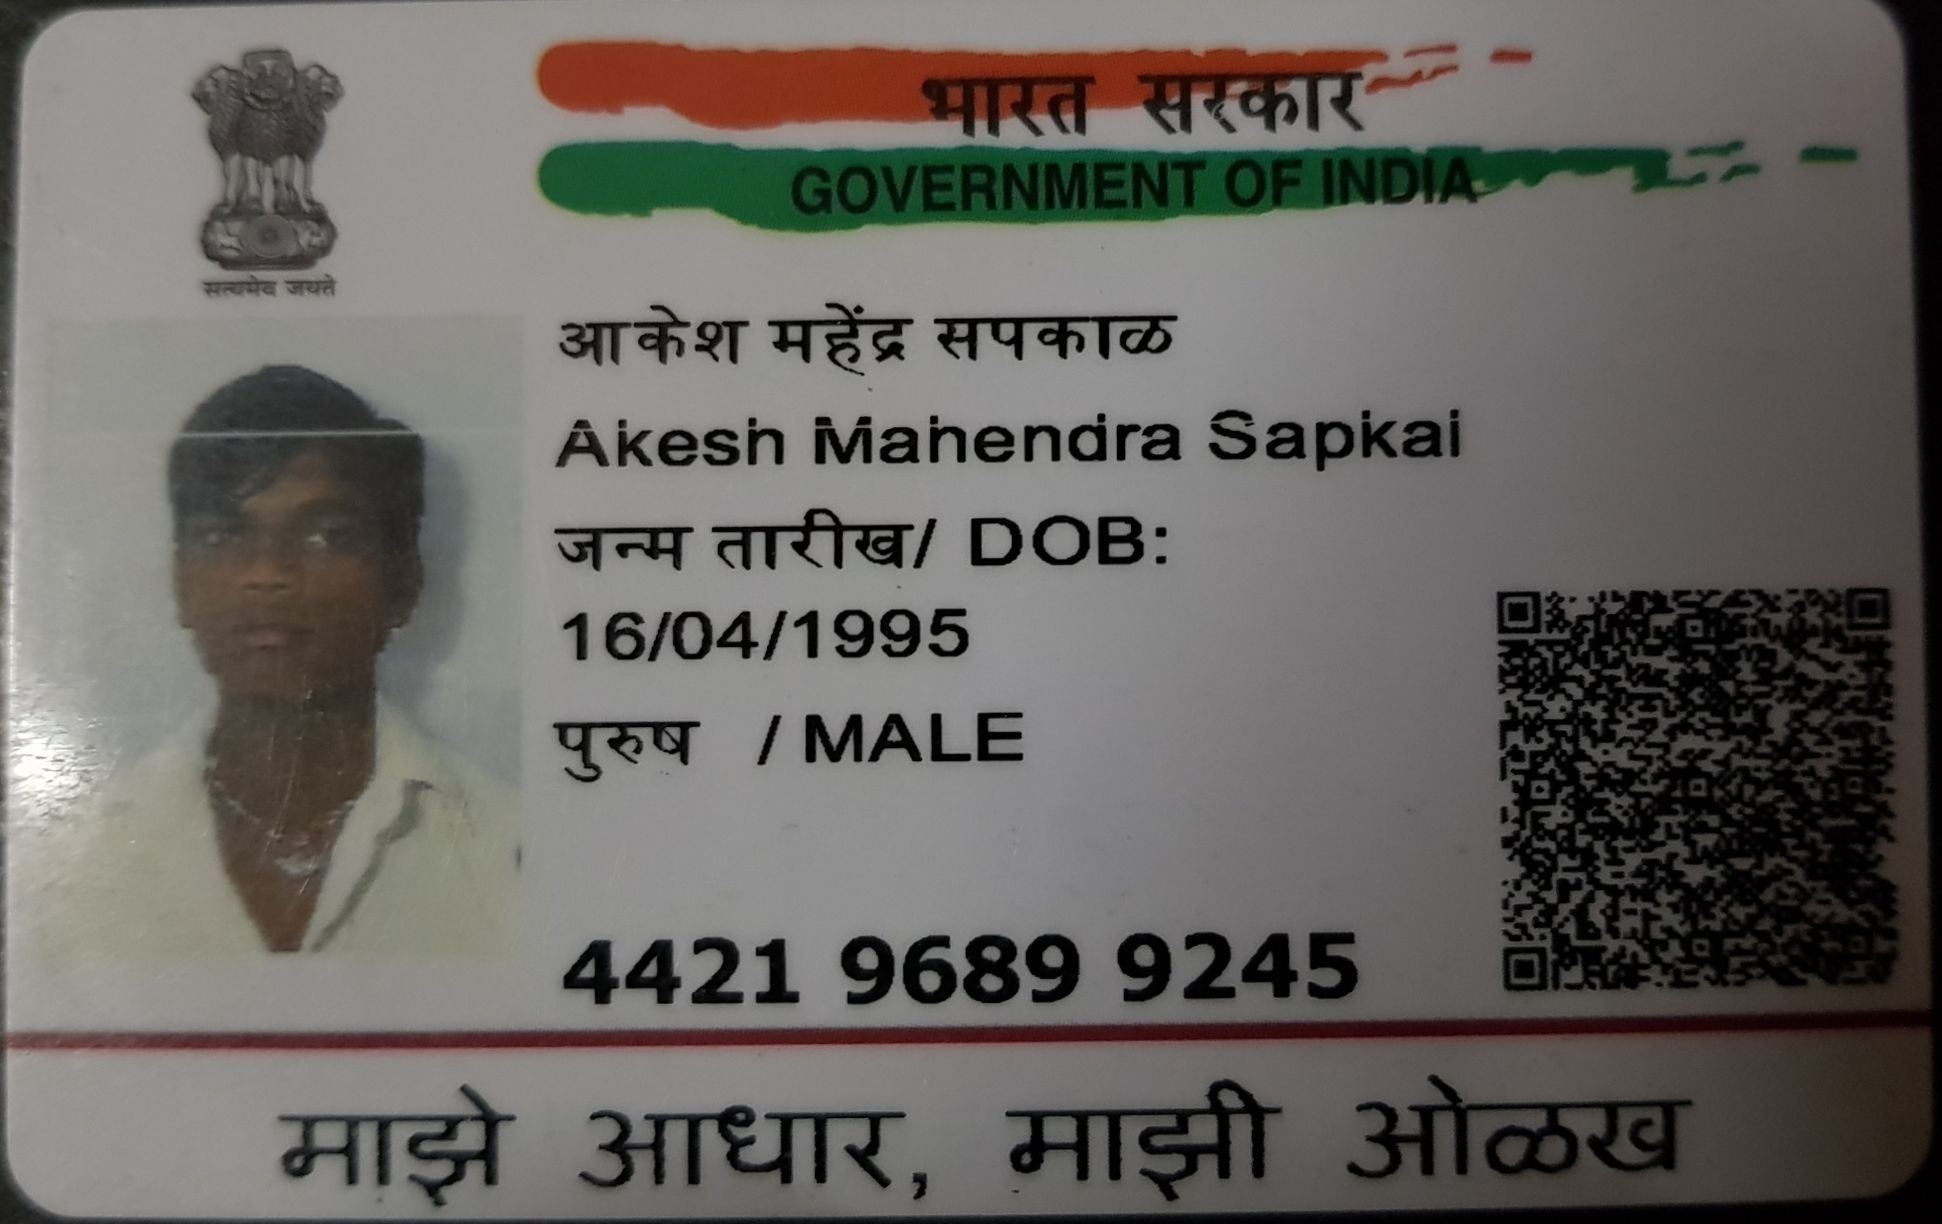 भारत सरकार
GOVERNMENT OF INDIA
सत्यमेव जयते
आकेश महेंद्र सपकाळ
Akesh Mahendra Sapkal
जन्म तारीख/ DOB:
16/04/1995
पुरुष / MALE
4421 9689 9245
माझे आधार, माझी ओळख